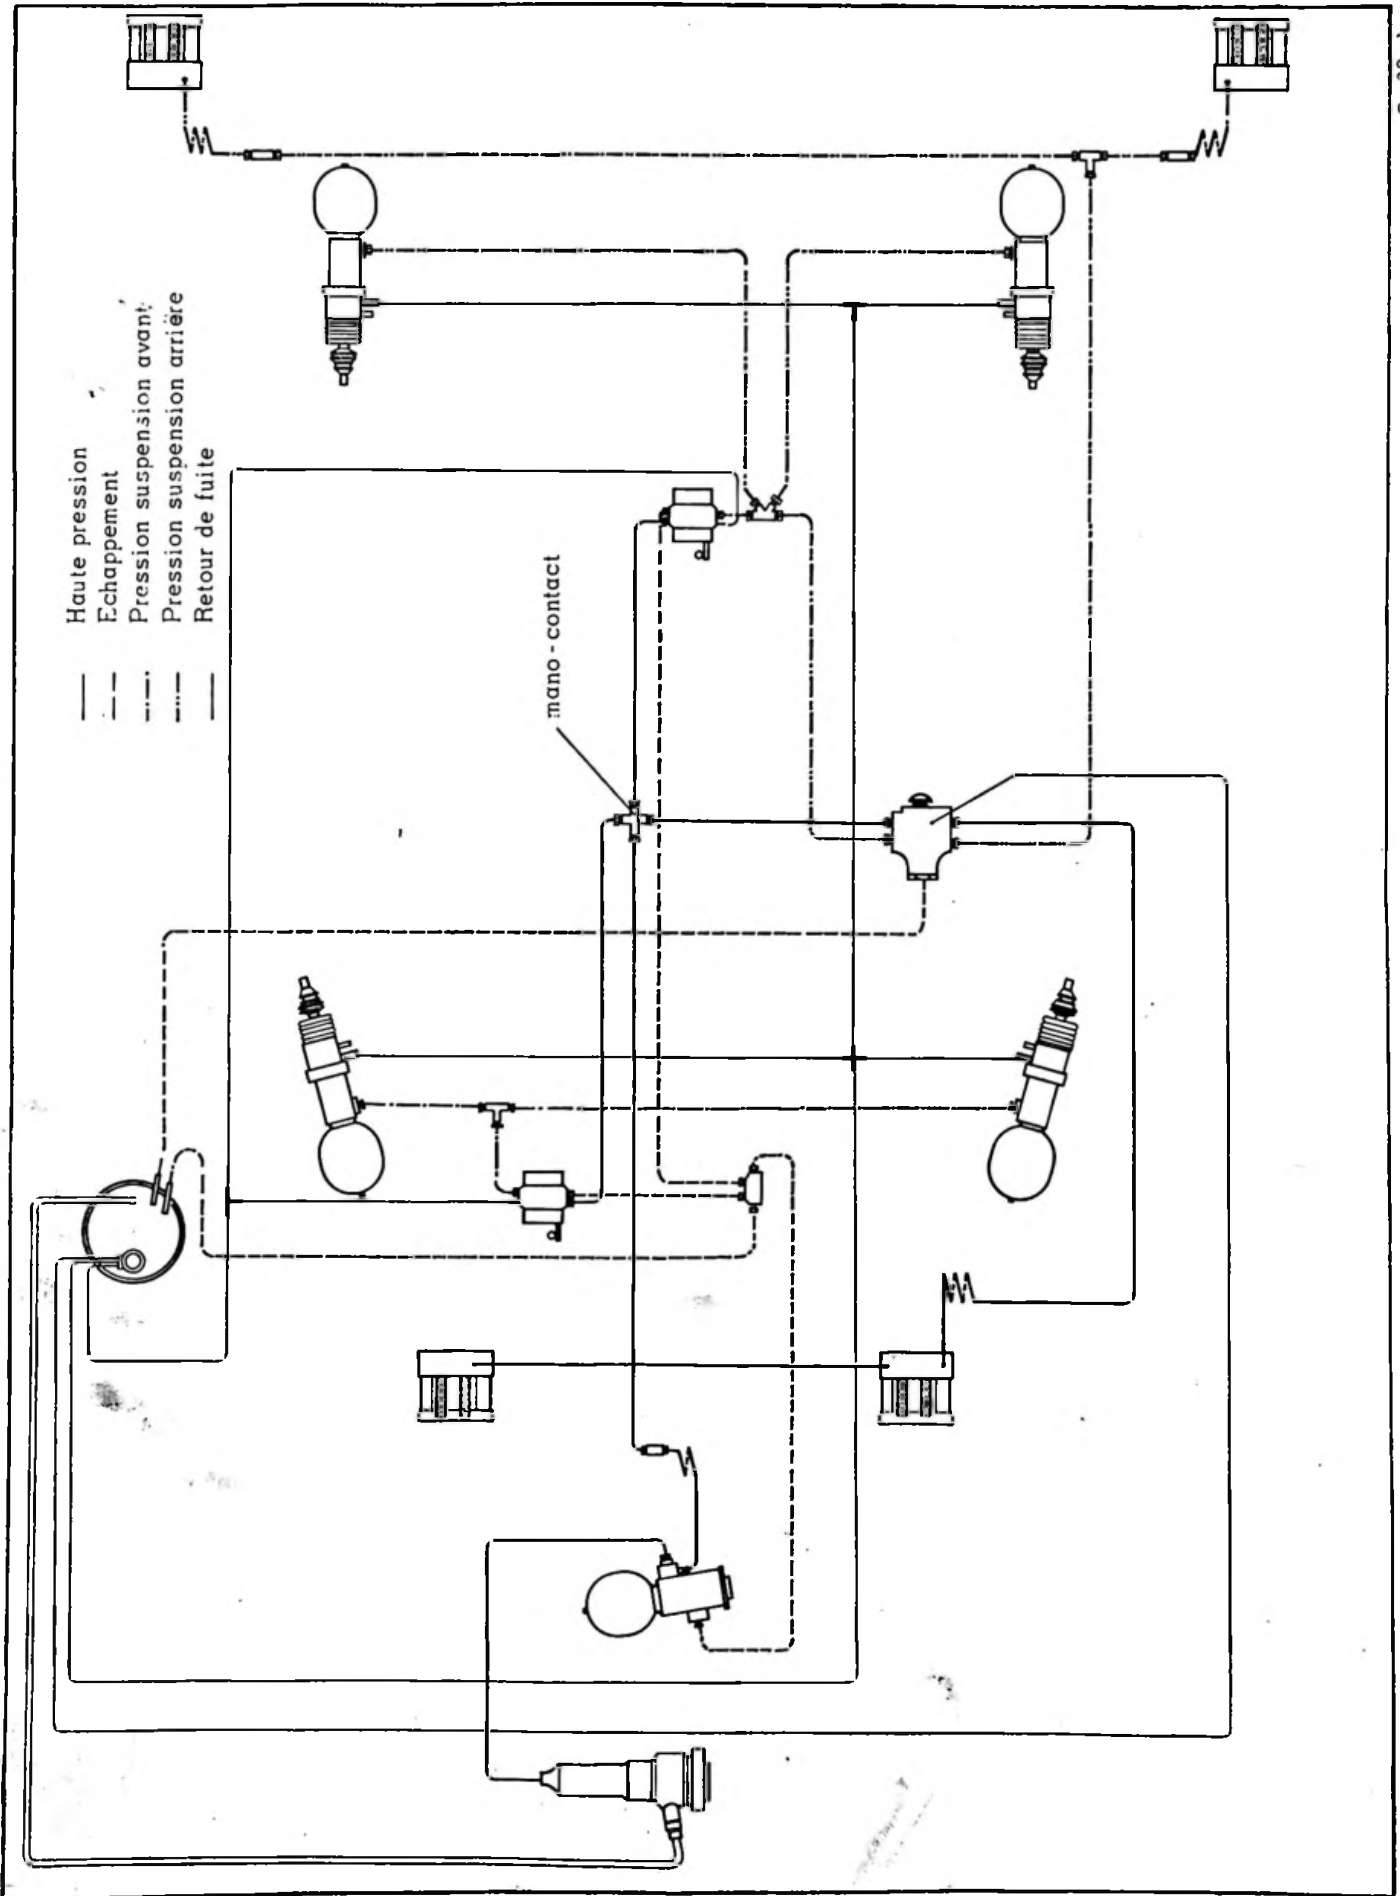 Haute pression
Echappement
Pression suspension avant
Pression suspension arrière
Retour de fuite
mano-contact